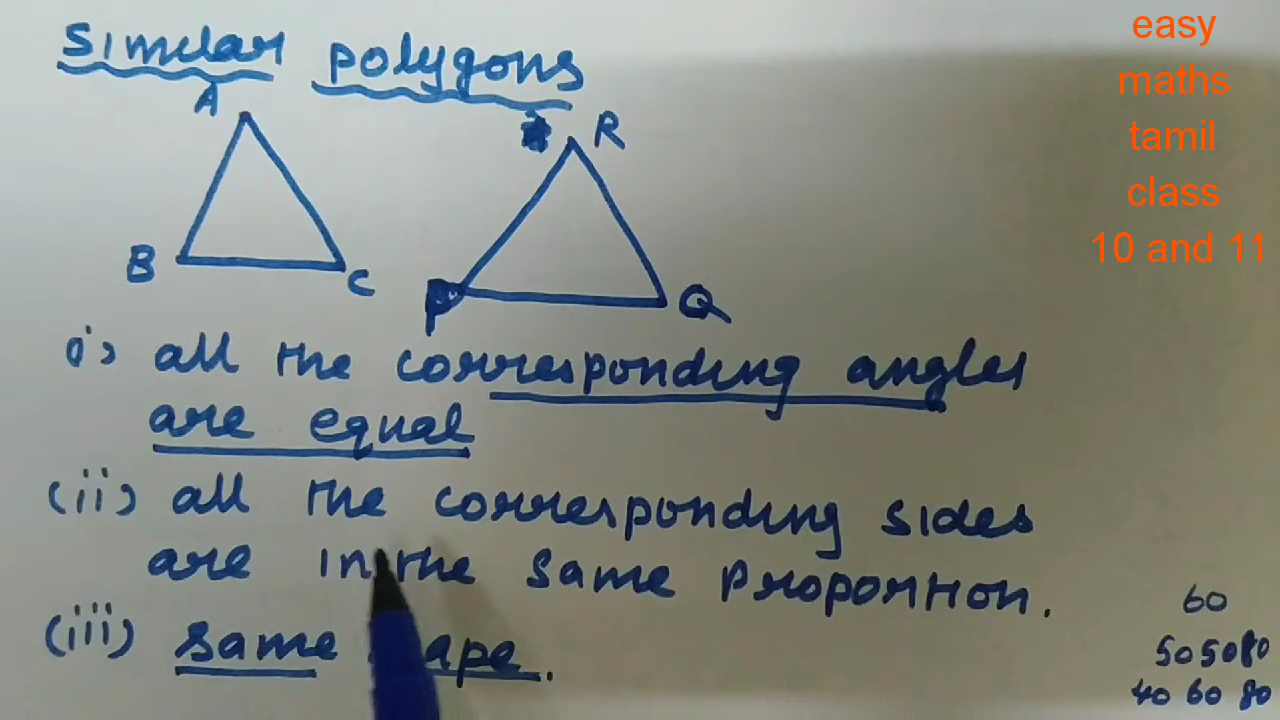 Similar polygons
A
R
B
C
P
Q
i) all the corresponding angles
are equal
(ii) all the corresponding sides
are in the same proportion.
(iii) same
60
50 50 80
40 60 80
easy
maths
tamil
class
10 and 11